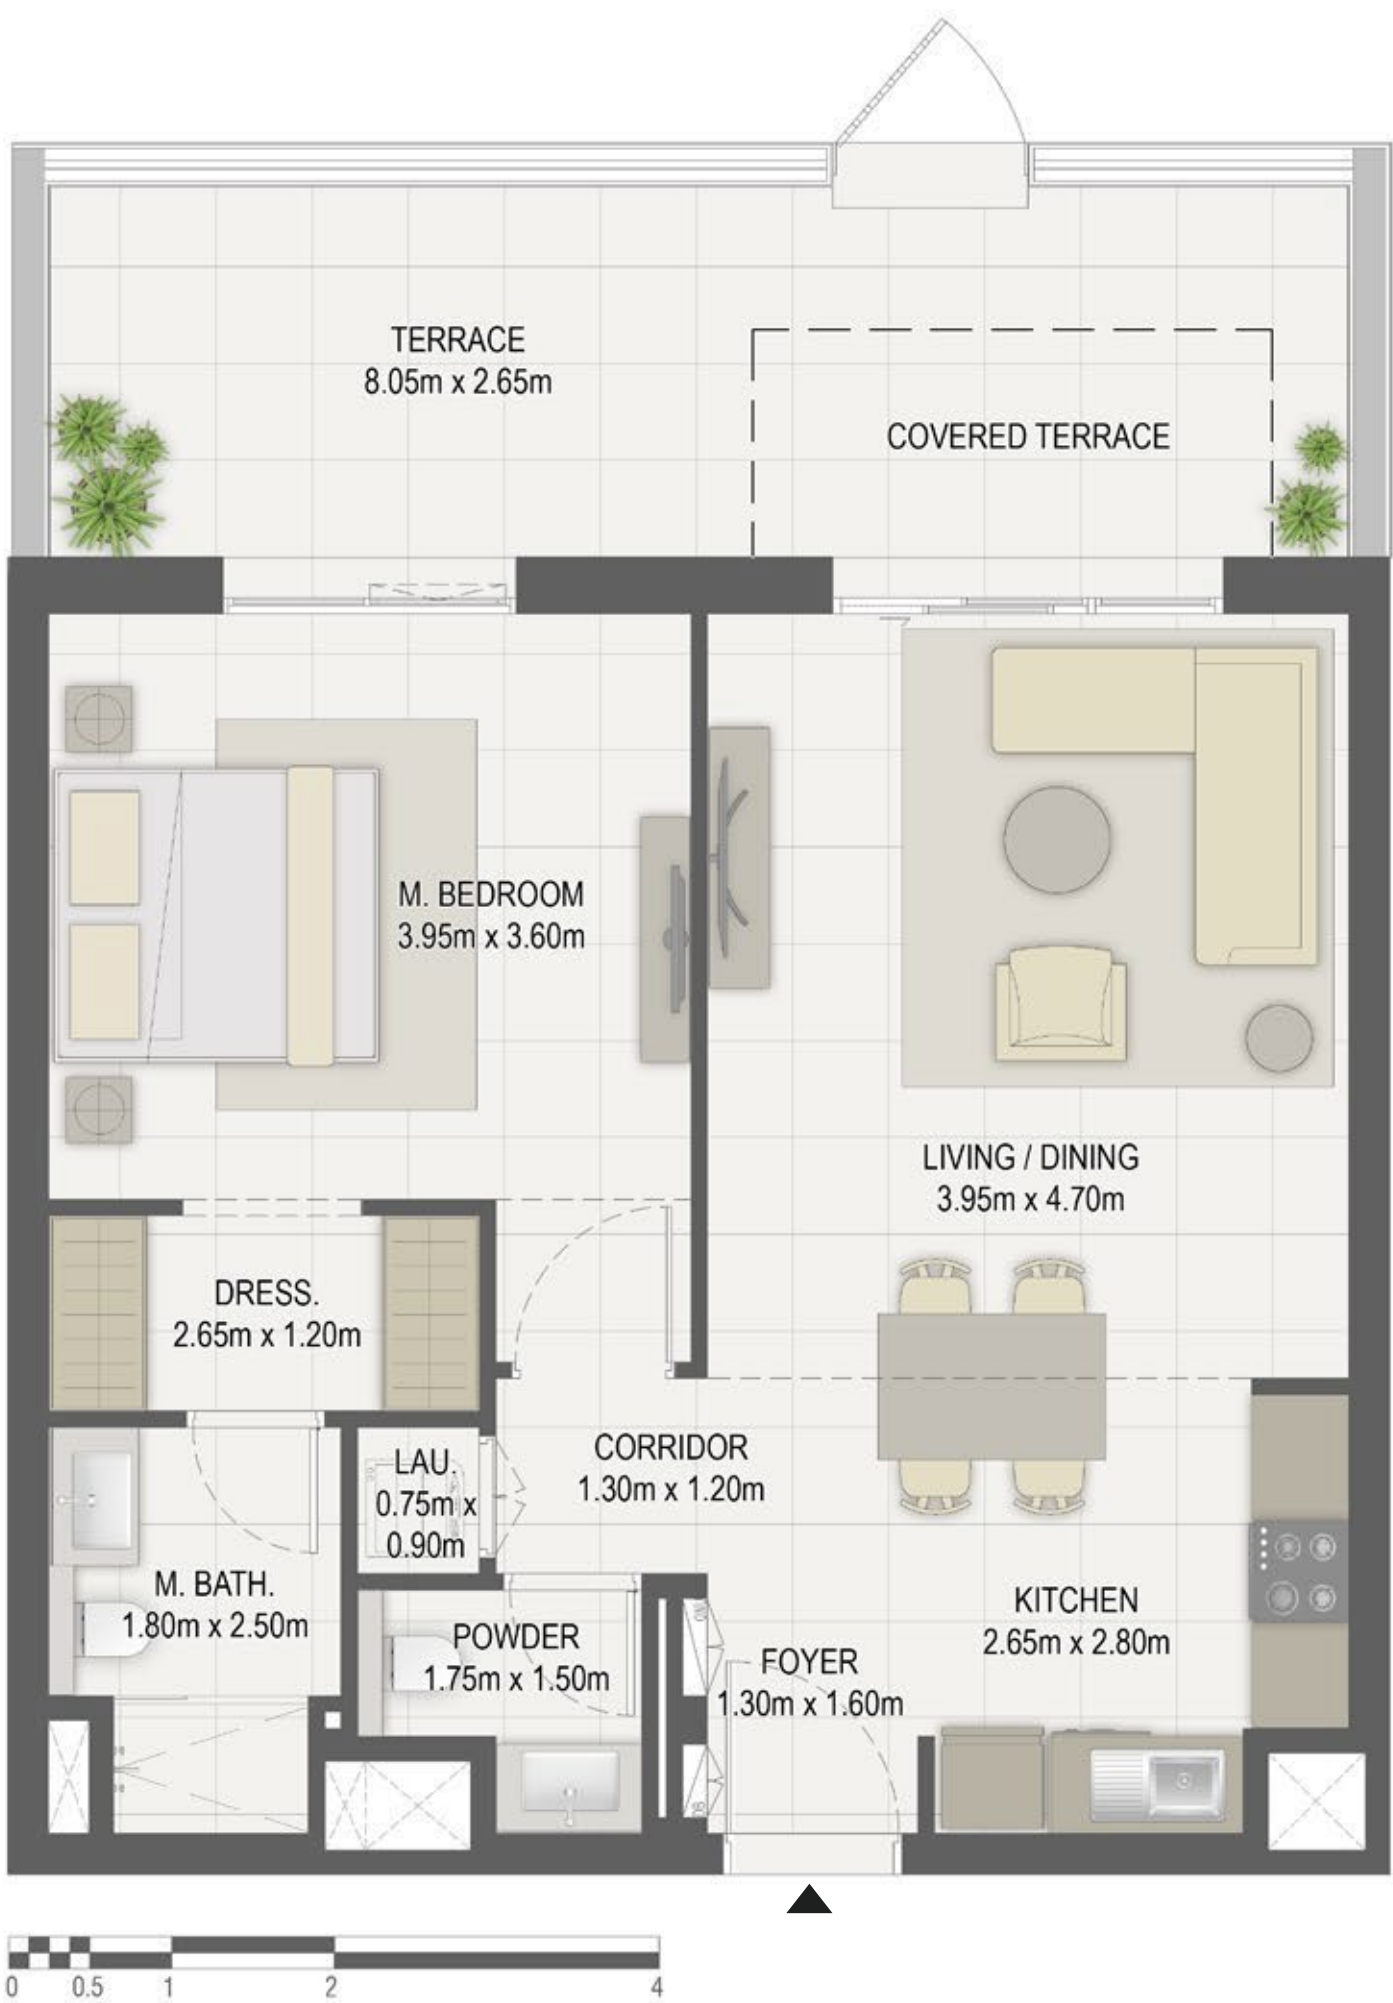 TERRACE
8.05m x 2.65m
COVERED TERRACE
M. BEDROOM
3.95m x 3.60m
LIVING / DINING
3.95m x 4.70m
DRESS.
2.65m x 1.20m
LAU.
0.75m x
0.90m
CORRIDOR
1.30m x 1.20m
M. BATH.
1.80m x 2.50m
POWDER
1.75m x 1.50m
FOYER
1.30m x 1.60m
KITCHEN
2.65m x 2.80m
0 0.5 1 2 4